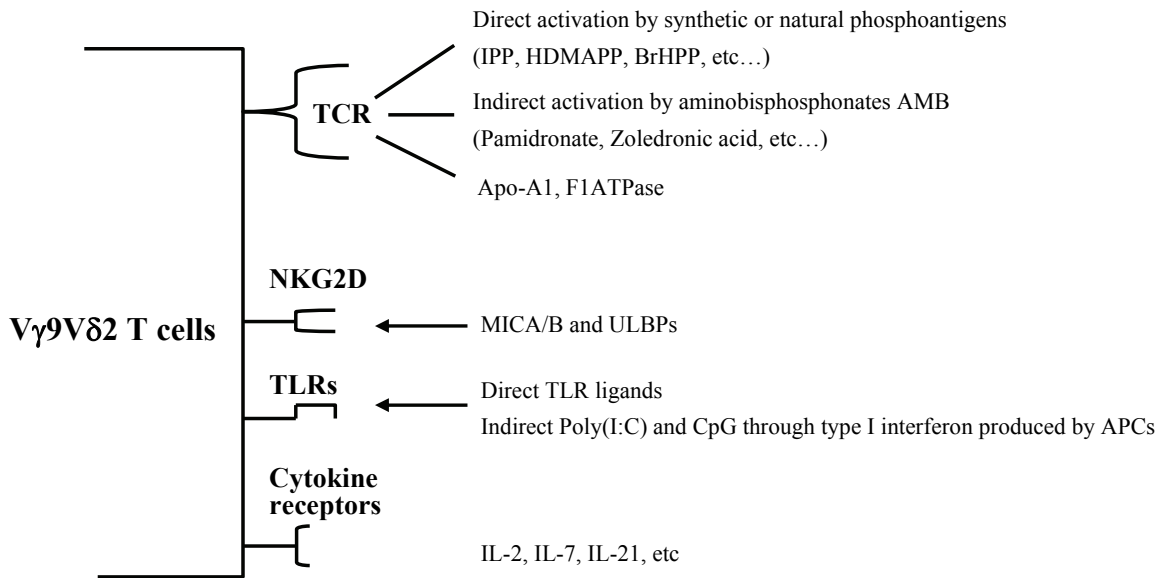 Direct activation by synthetic or natural phosphoantigens
(IPP, HDMAPP, BrHPP, etc…)
TCR
Indirect activation by aminobisphosphonates AMB
(Pamidronate, Zoledronic acid, etc…)
Apo-A1, F1ATPase
NKG2D
Vγ9Vδ2 T cells
MICA/B and ULBPs
TLRs
Direct TLR ligands
Indirect Poly(I:C) and CpG through type I interferon produced by APCs
Cytokine
receptors
IL-2, IL-7, IL-21, etc